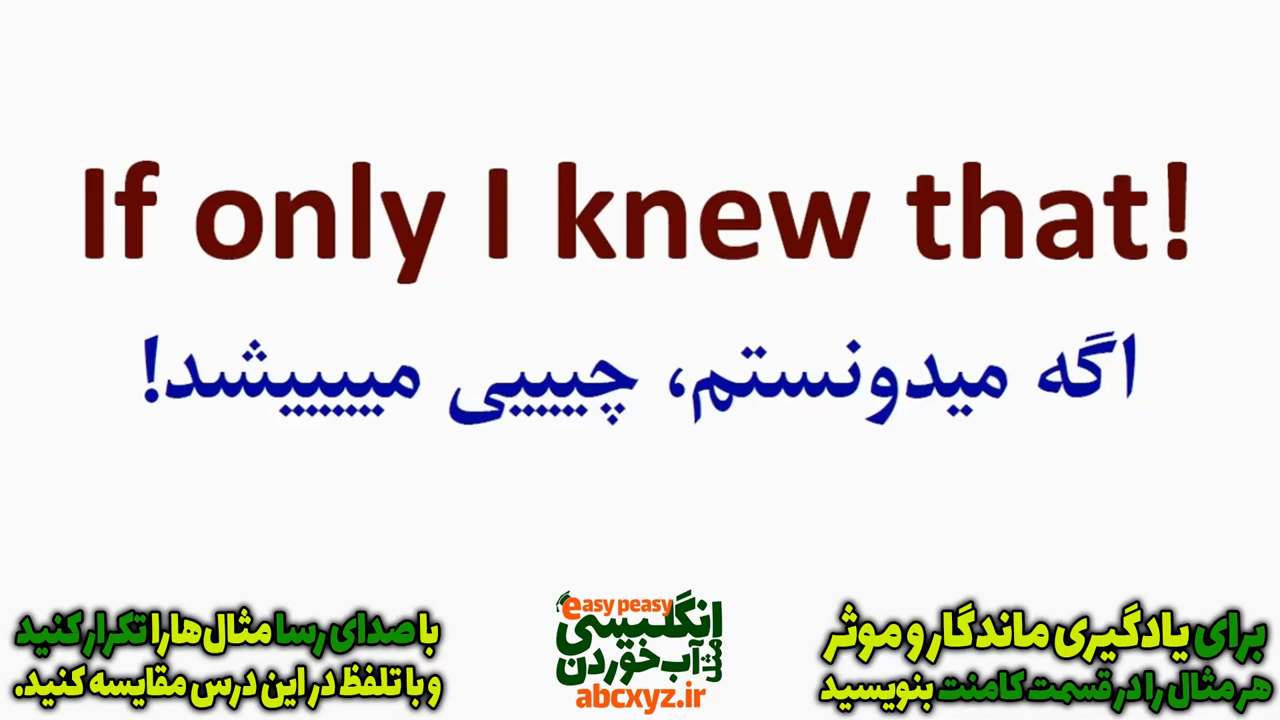 If only I knew that!
اگه میدونستم، چیییی میییییشد!
برای یادگیری ماندگار و موثر
هر مثال را در قسمت کامنت بنویسید
easy peasy
انگلیسی
مثل آب خوردن
abcxyz.ir
با صدای رسا مثال‌ها را تکرار کنید
و با تلفظ در این درس مقایسه کنید.